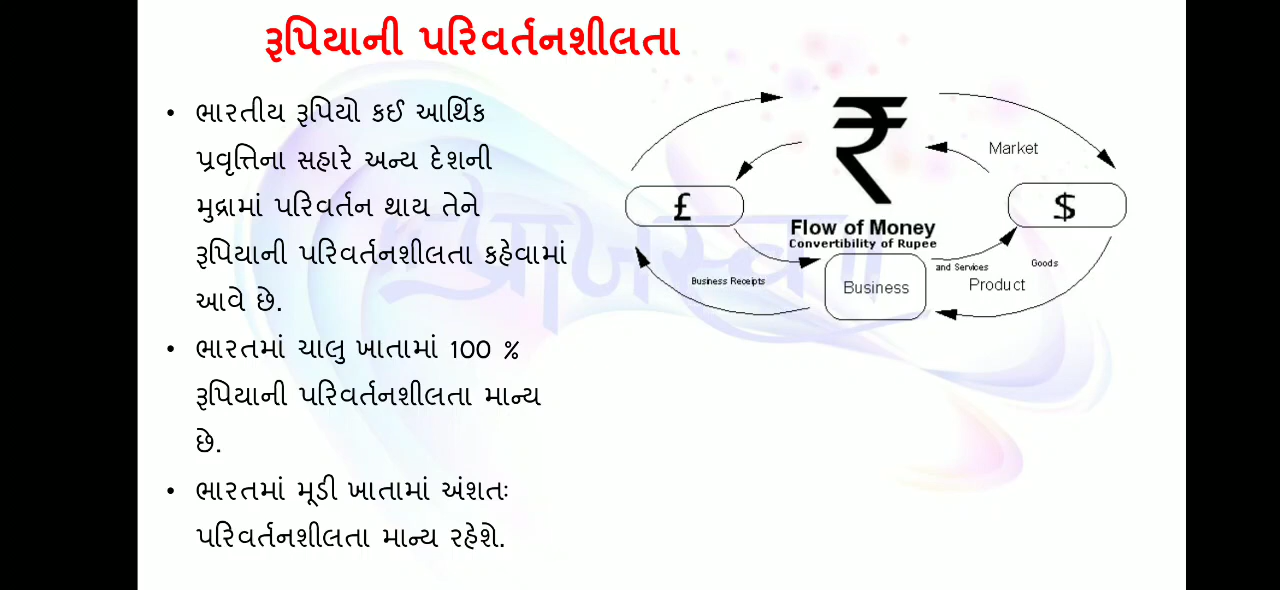 રૂપિયાની પરિવર્તનશીલતા
• ભારતીય રૂપિયો કઈ આર્થિક
પ્રવૃત્તિના સહારે અન્ય દેશની
મુદ્રામાં પરિવર્તન થાય તેને
રૂપિયાની પરિવર્તનશીલતા કહેવામાં
આવે છે.
• ભારતમાં ચાલુ ખાતામાં 100 %
રૂપિયાની પરિવર્તનશીલતા માન્ય
છે.
• ભારતમાં મૂડી ખાતામાં અંશતઃ
પરિવર્તનશીલતા માન્ય રહેશે.
₹
Market
£
$
Flow of Money
Convertibility of Rupee
and Services
Goods
Business Receipts
Business
Product